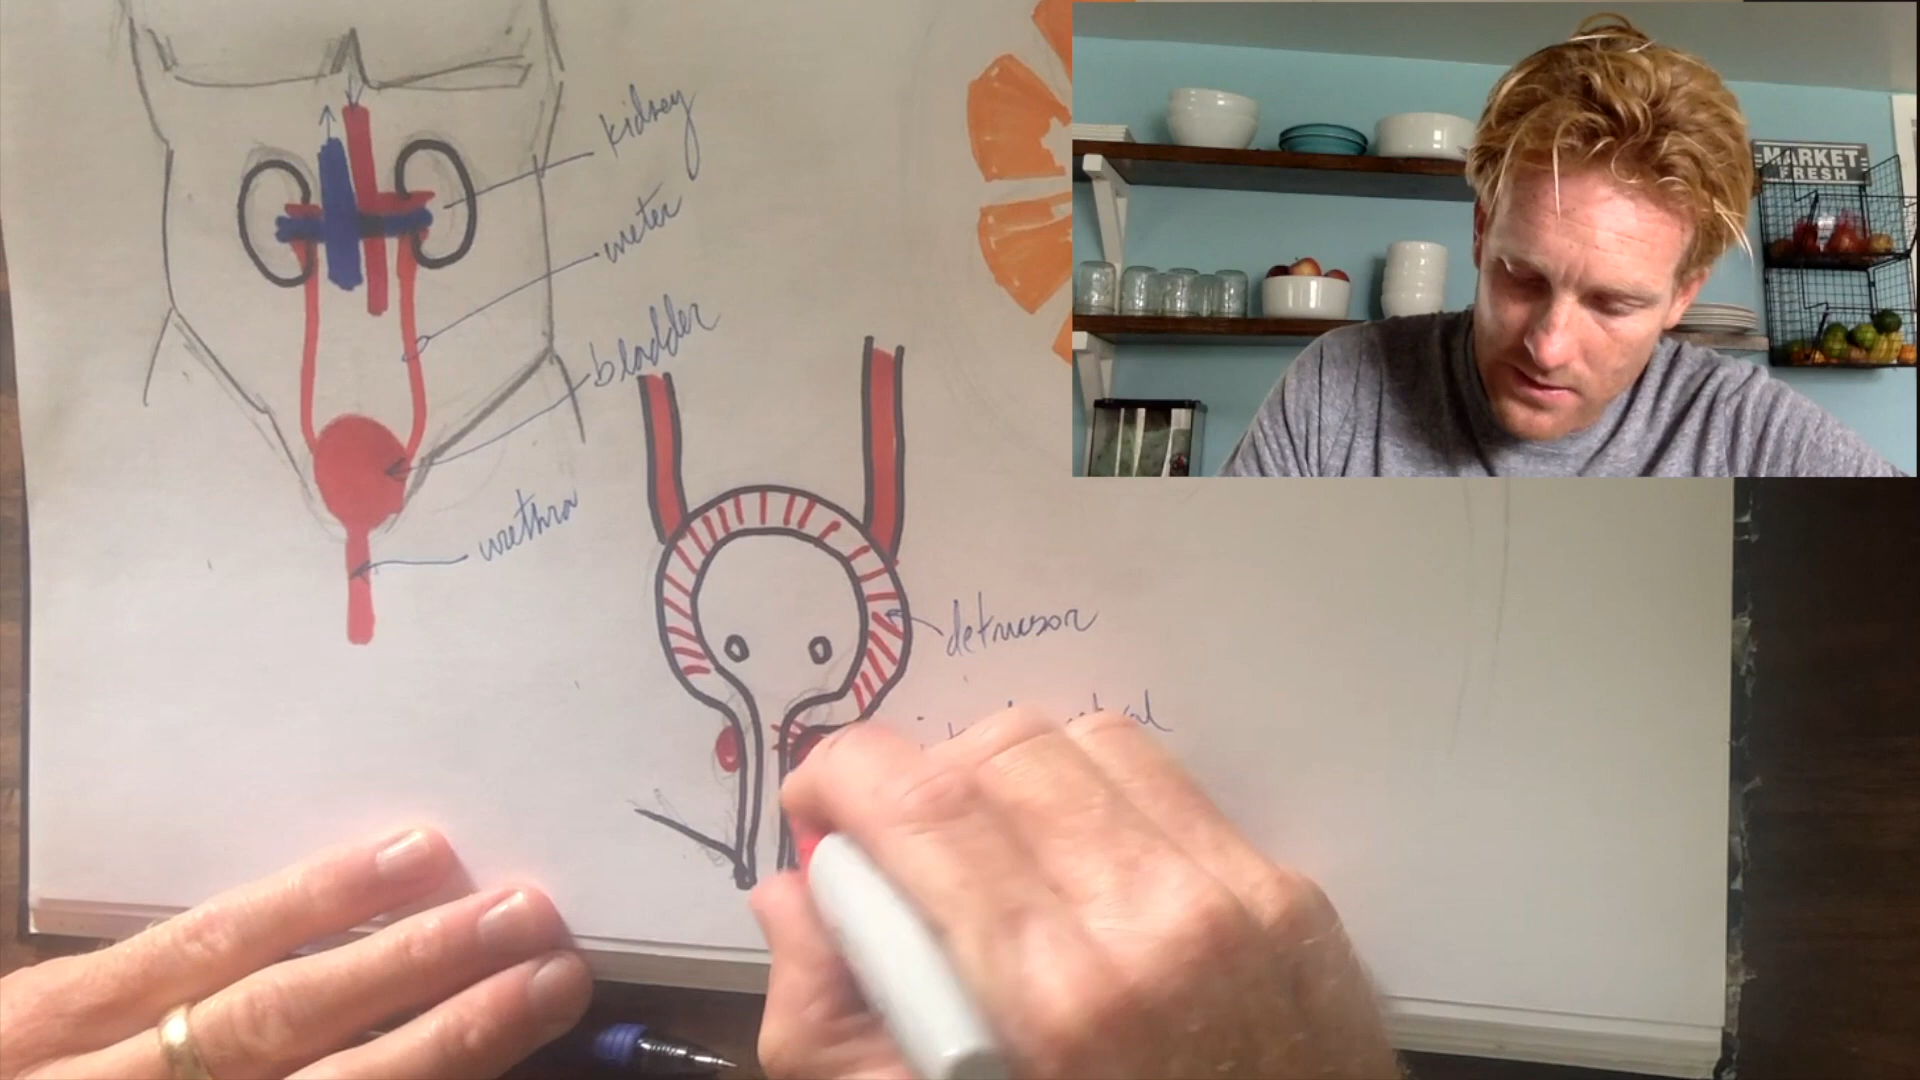 kidney
ureter
bladder
urethra
detrusor
MARKET
FRESH